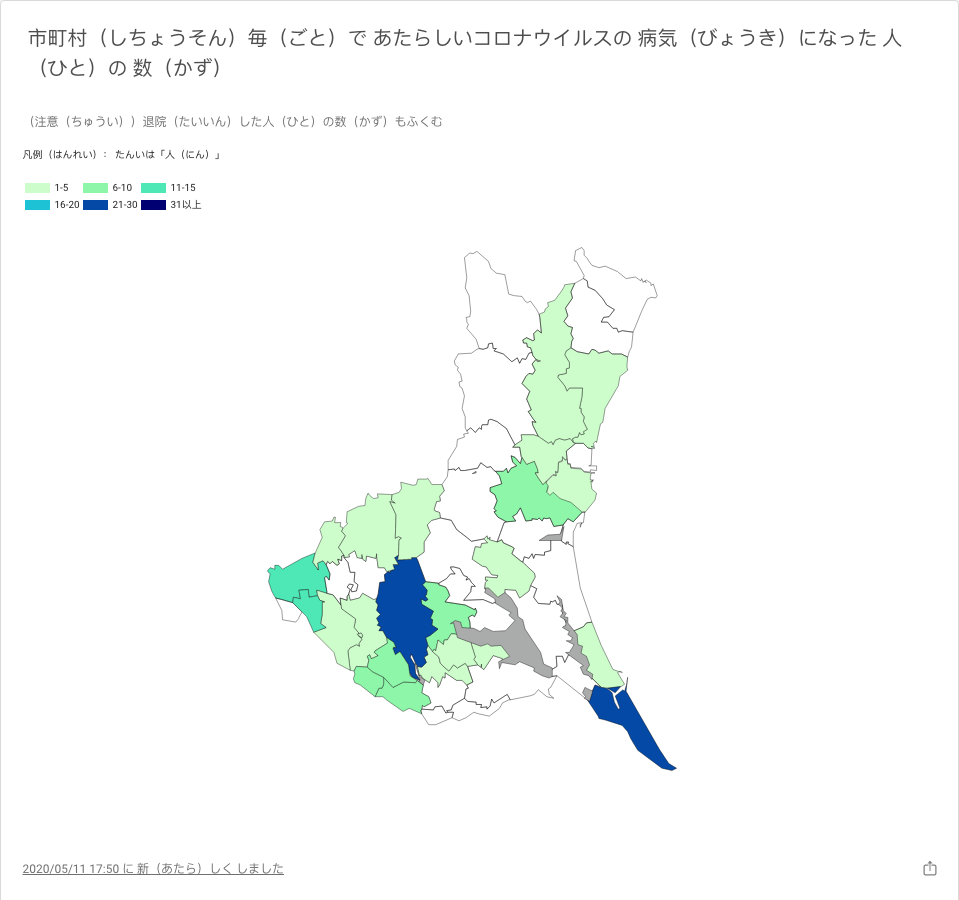 市町村（しちょうそん）毎（ごと）で あたらしいコロナウイルスの 病気（びょうき）になった 人
（ひと）の 数（かず）
（注意（ちゅうい））退院（たいいん）した人（ひと）の数（かず）もふくむ
凡例（はんれい）： たんいは「人（にん）」
1-5 6-10 11-15
16-20 21-30 31以上
2020/05/11 17:50 に 新（あたら）しく しました